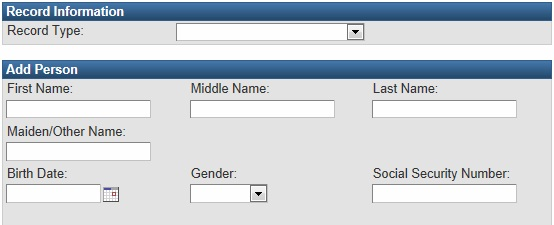 Record Information
Record Type:
Add Person
First Name: Middle Name: Last Name:
Maiden/Other Name:
Birth Date: Gender: Social Security Number: